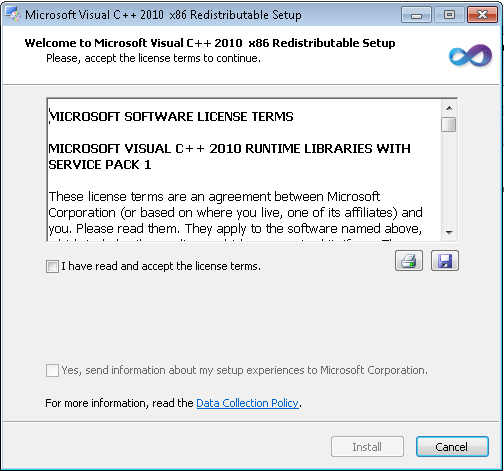 Microsoft Visual C++ 2010  x86 Redistributable Setup
Welcome to Microsoft Visual C++ 2010  x86 Redistributable Setup
Please, accept the license terms to continue.
MICROSOFT SOFTWARE LICENSE TERMS
MICROSOFT VISUAL C++ 2010 RUNTIME LIBRARIES WITH
SERVICE PACK 1
These license terms are an agreement between Microsoft
Corporation (or based on where you live, one of its affiliates) and
you. Please read them. They apply to the software named above,
I have read and accept the license terms.
Yes, send information about my setup experiences to Microsoft Corporation.
For more information, read the Data Collection Policy.
Install
Cancel